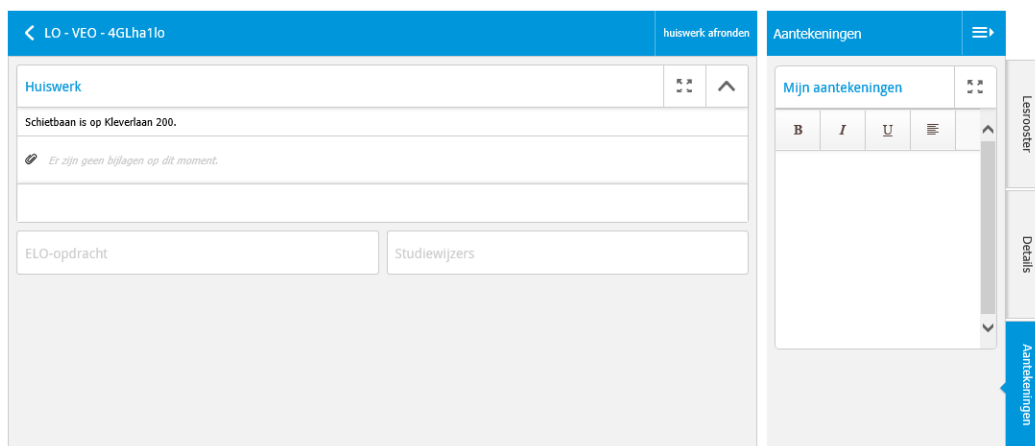 LO - VEO - 4GLha1lo
huiswerk afronden
Huiswerk
Schietbaan is op Kleverlaan 200.
Er zijn geen bijlagen op dit moment.
ELO-opdracht
Studiewijzers
Aantekeningen
Mijn aantekeningen
B I U
Lesrooster
Details
Aantekeningen